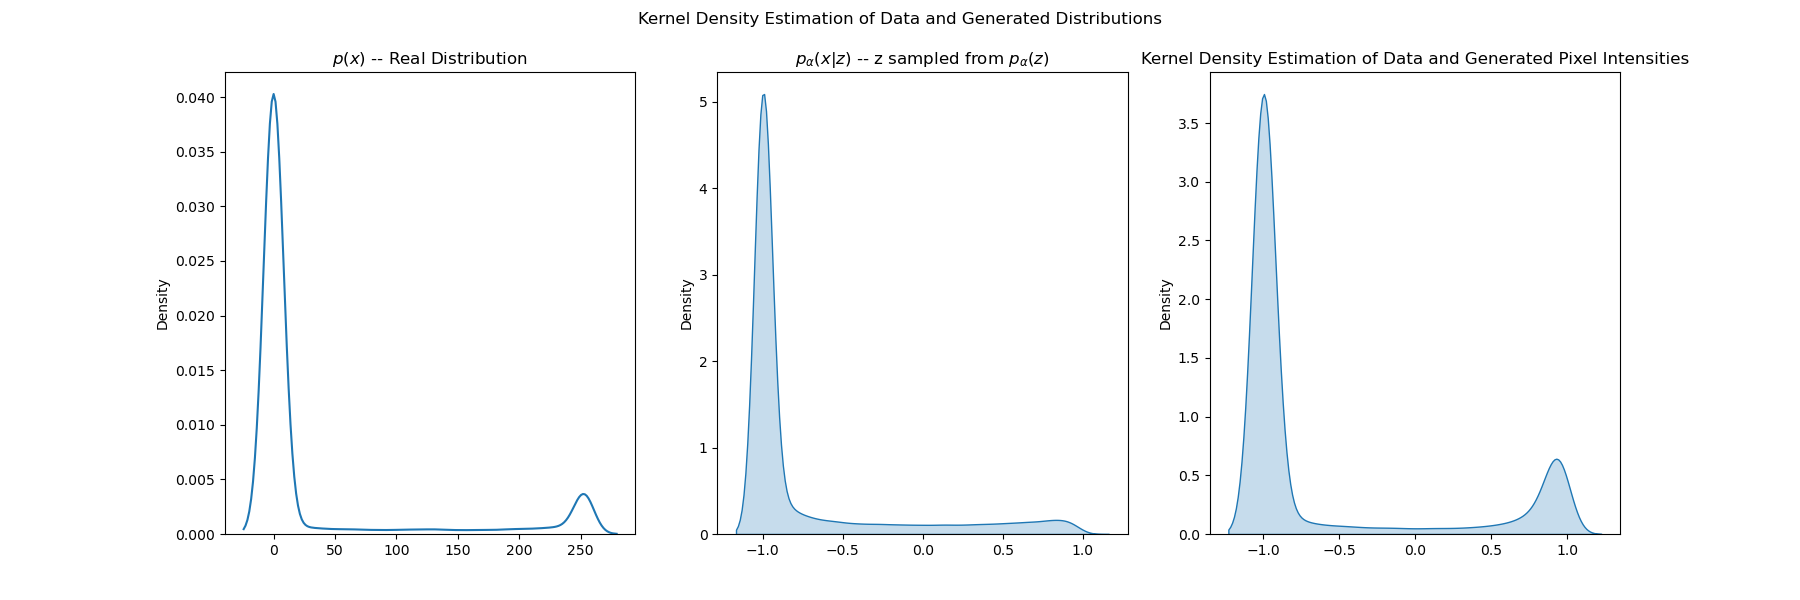 Kernel Density Estimation of Data and Generated Distributions
p(x) -- Real Distribution
Density
0.040
0.035
0.030
0.025
0.020
0.015
0.010
0.005
0.000
0 50 100 150 200 250
pα(x|z) -- z sampled from pα(z)
Density
5
4
3
2
1
0
−1.0 −0.5 0.0 0.5 1.0
Kernel Density Estimation of Data and Generated Pixel Intensities
Density
3.5
3.0
2.5
2.0
1.5
1.0
0.5
0.0
−1.0 −0.5 0.0 0.5 1.0